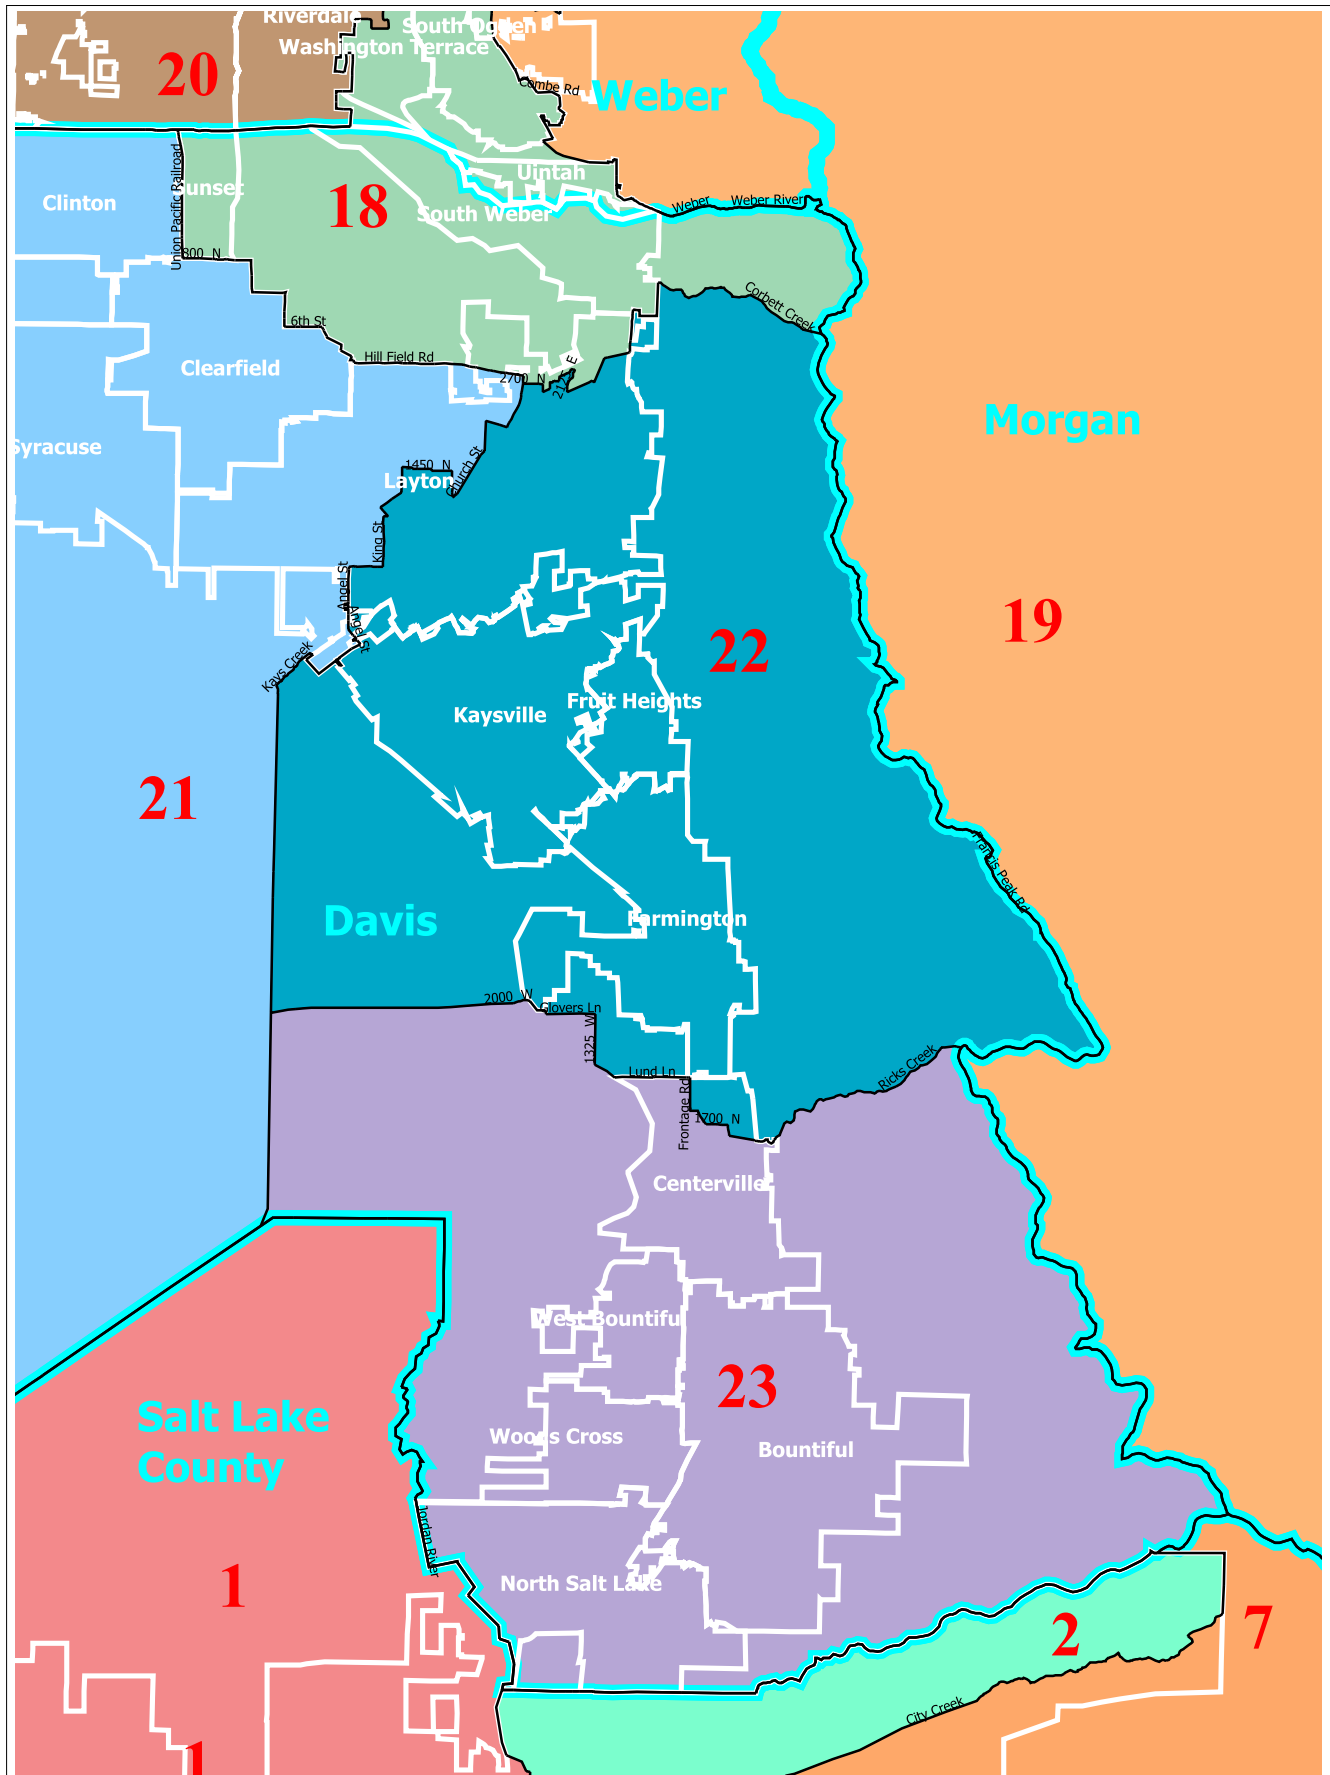 Riverdale
South Ogden
Washington Terrace
20
Combe Rd
Weber
Uintah
Clinton
Union Pacific Railroad
Sunset
18
South Weber
Weber
Weber River
800 N
Corbett Creek
6th St
Hill Field Rd
Clearfield
2700 N
E
Morgan
Syracuse
1450 N
Layton
Church St
King St
Angel St
Angel St
19
22
Kays Creek
Fruit Heights
Kaysville
21
Francis Peak Rd
Davis
Farmington
2000 W
Glovers Ln
1325 W
Lund Ln
Ricks Creek
Frontage Rd
1700 N
Centerville
West Bountiful
23
Salt Lake
County
Woods Cross
Bountiful
Jordan River
North Salt Lake
1
2
7
City Creek
1